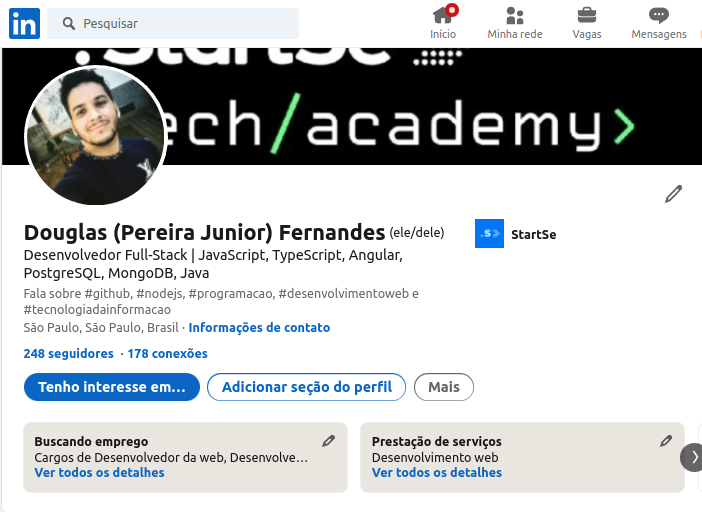 in
Pesquisar
Início
Minha rede
Vagas
Mensagens
StartSe
ech/academy>
Douglas (Pereira Junior) Fernandes (ele/dele)
.s StartSe
Desenvolvedor Full-Stack | JavaScript, TypeScript, Angular,
PostgreSQL, MongoDB, Java
Fala sobre #github, #nodejs, #programacao, #desenvolvimentoweb e
#tecnologiadainformacao
São Paulo, São Paulo, Brasil · Informações de contato
248 seguidores · 178 conexões
Tenho interesse em...
Adicionar seção do perfil
Mais
Buscando emprego
Cargos de Desenvolvedor da web, Desenvolve...
Ver todos os detalhes
Prestação de serviços
Desenvolvimento web
Ver todos os detalhes